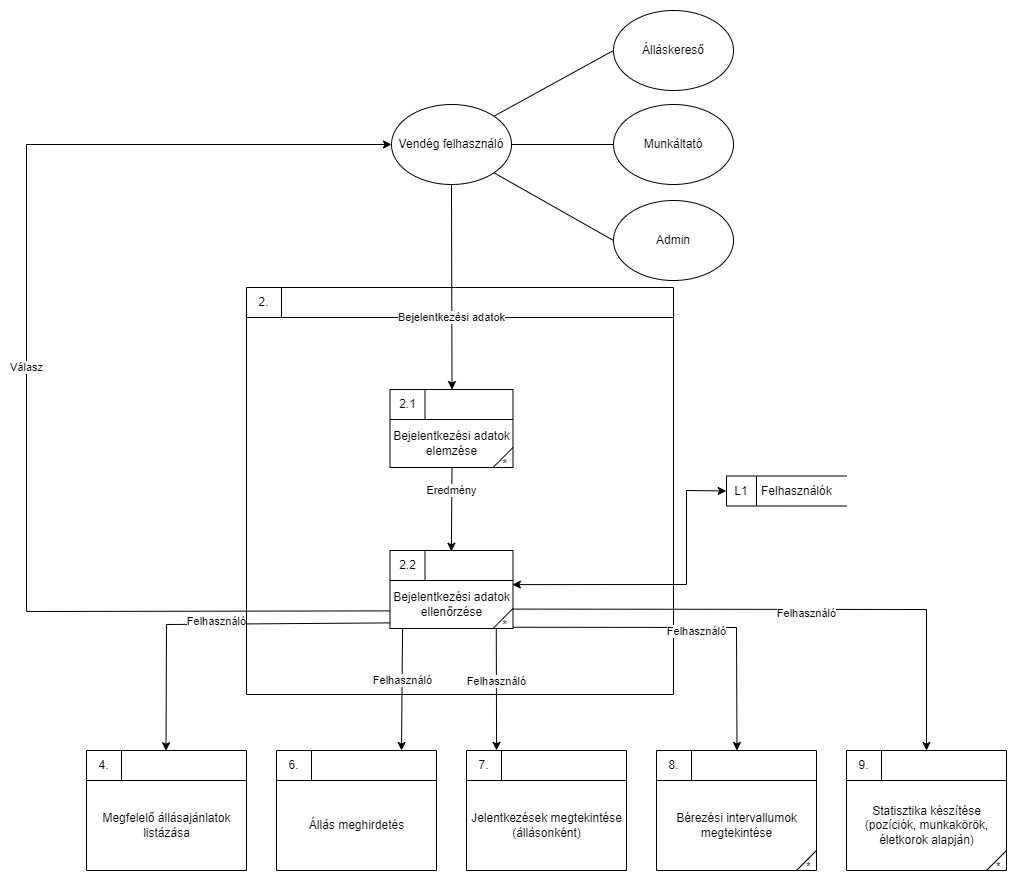 Álláskereső
Vendég felhasználó
Munkáltató
Admin
2.
Bejelentkezési adatok
Válasz
2.1
Bejelentkezési adatok
elemzése
*
Eredmény
L1
Felhasználók
2.2
Bejelentkezési adatok
ellenőrzése
*
Felhasználó
Felhasználó
Felhasználó
Felhasználó
Felhasználó
4.
Megfelelő állásajánlatok
listázása
6.
Állás meghirdetés
7.
Jelentkezések megtekintése
(állásonként)
8.
Bérezési intervallumok
megtekintése
*
9.
Statisztika készítése
(pozíciók, munkakörök,
életkorok alapján)
*